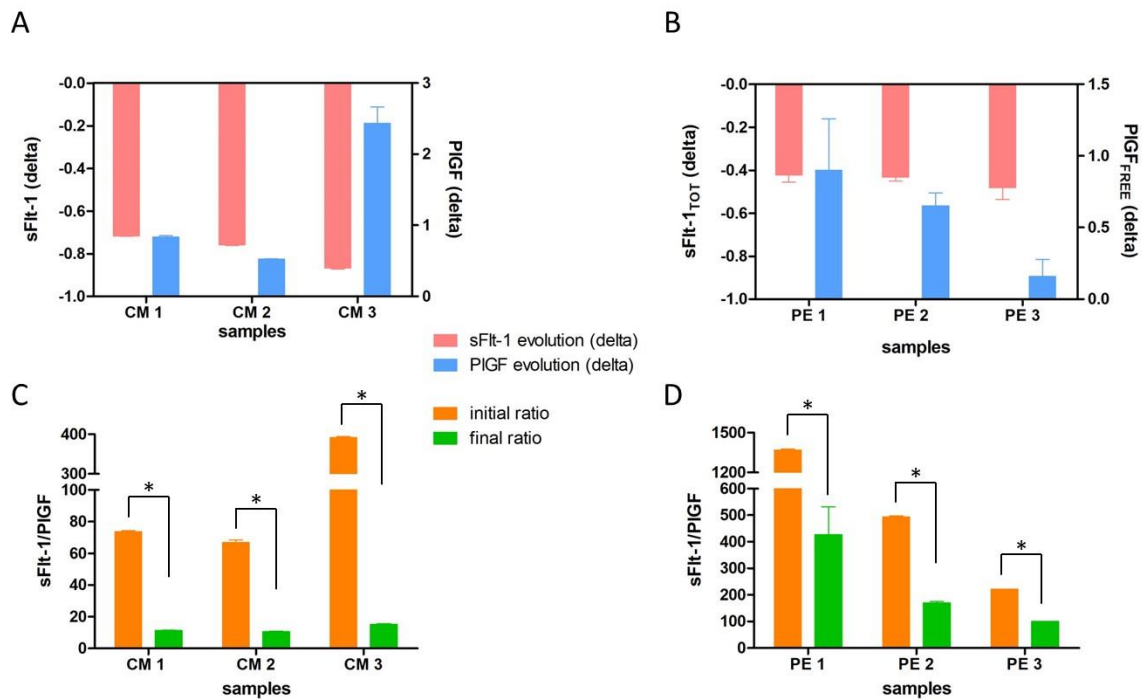 A
-0.0
-0.2
-0.4
-0.6
-0.8
-1.0
sFlt-1 (delta)
3
2
1
0
PlGF (delta)
CM 1 CM 2 CM 3
samples
B
-0.0
-0.2
-0.4
-0.6
-0.8
-1.0
sFlt-1TOT (delta)
1.5
1.0
0.5
0.0
PlGFFREE (delta)
PE 1 PE 2 PE 3
samples
sFlt-1 evolution (delta)
PlGF evolution (delta)
initial ratio
final ratio
C
400
300
100
80
60
40
20
0
sFlt-1/PlGF
* * *
CM 1 CM 2 CM 3
samples
D
1500
1200
600
500
400
300
200
100
0
sFlt-1/PlGF
* * *
PE 1 PE 2 PE 3
samples